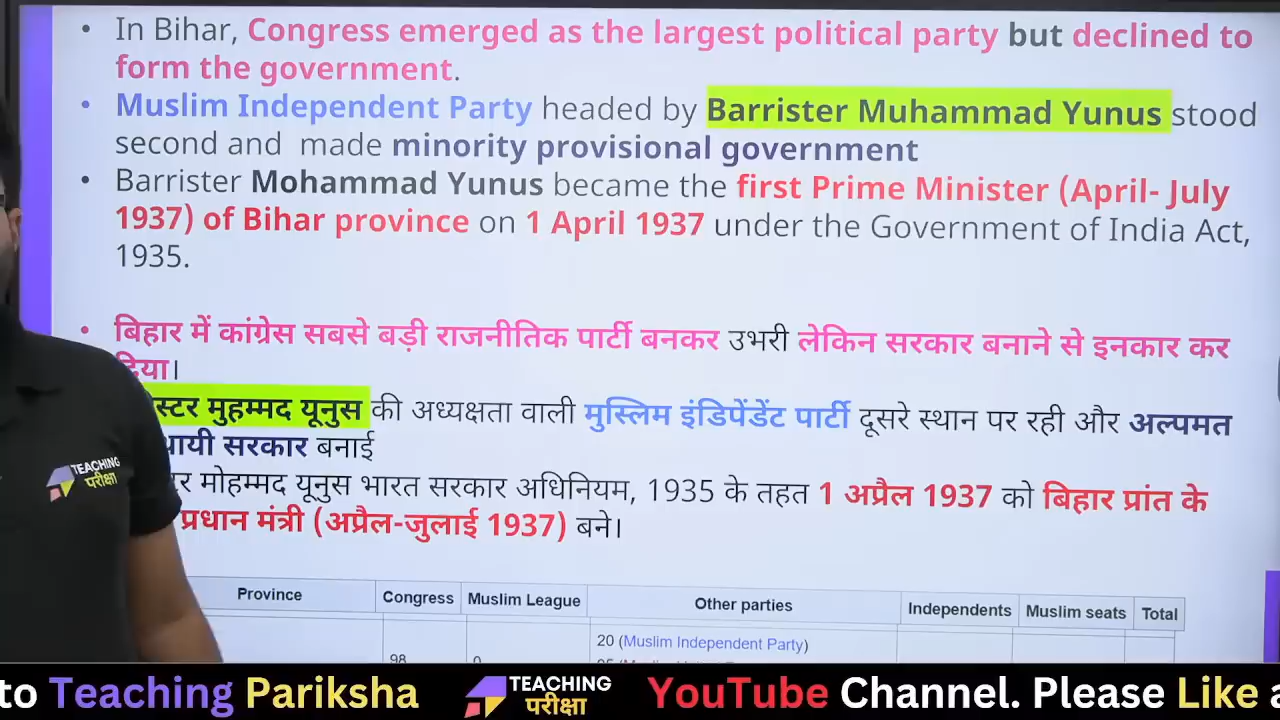 • In Bihar, Congress emerged as the largest political party but declined to
form the government.
• Muslim Independent Party headed by Barrister Muhammad Yunus stood
second and made minority provisional government
• Barrister Mohammad Yunus became the first Prime Minister (April- July
1937) of Bihar province on 1 April 1937 under the Government of India Act,
1935.
• बिहार में कांग्रेस सबसे बड़ी राजनीतिक पार्टी बनकर उभरी लेकिन सरकार बनाने से इनकार कर
दिया।
मुहम्मद यूनुस की अध्यक्षता वाली मुस्लिम इंडिपेंडेंट पार्टी दूसरे स्थान पर रही और अल्पमत
सरकार बनाई
मोहम्मद यूनुस भारत सरकार अधिनियम, 1935 के तहत 1 अप्रैल 1937 को बिहार प्रांत के
प्रधान मंत्री (अप्रैल-जुलाई 1937) बने।
Province Congress Muslim League Other parties Independents Muslim seats Total
20 (Muslim Independent Party)
98 0
TEACHING
परीक्षा
to Teaching Pariksha TEACHING परीक्षा YouTube Channel. Please Like